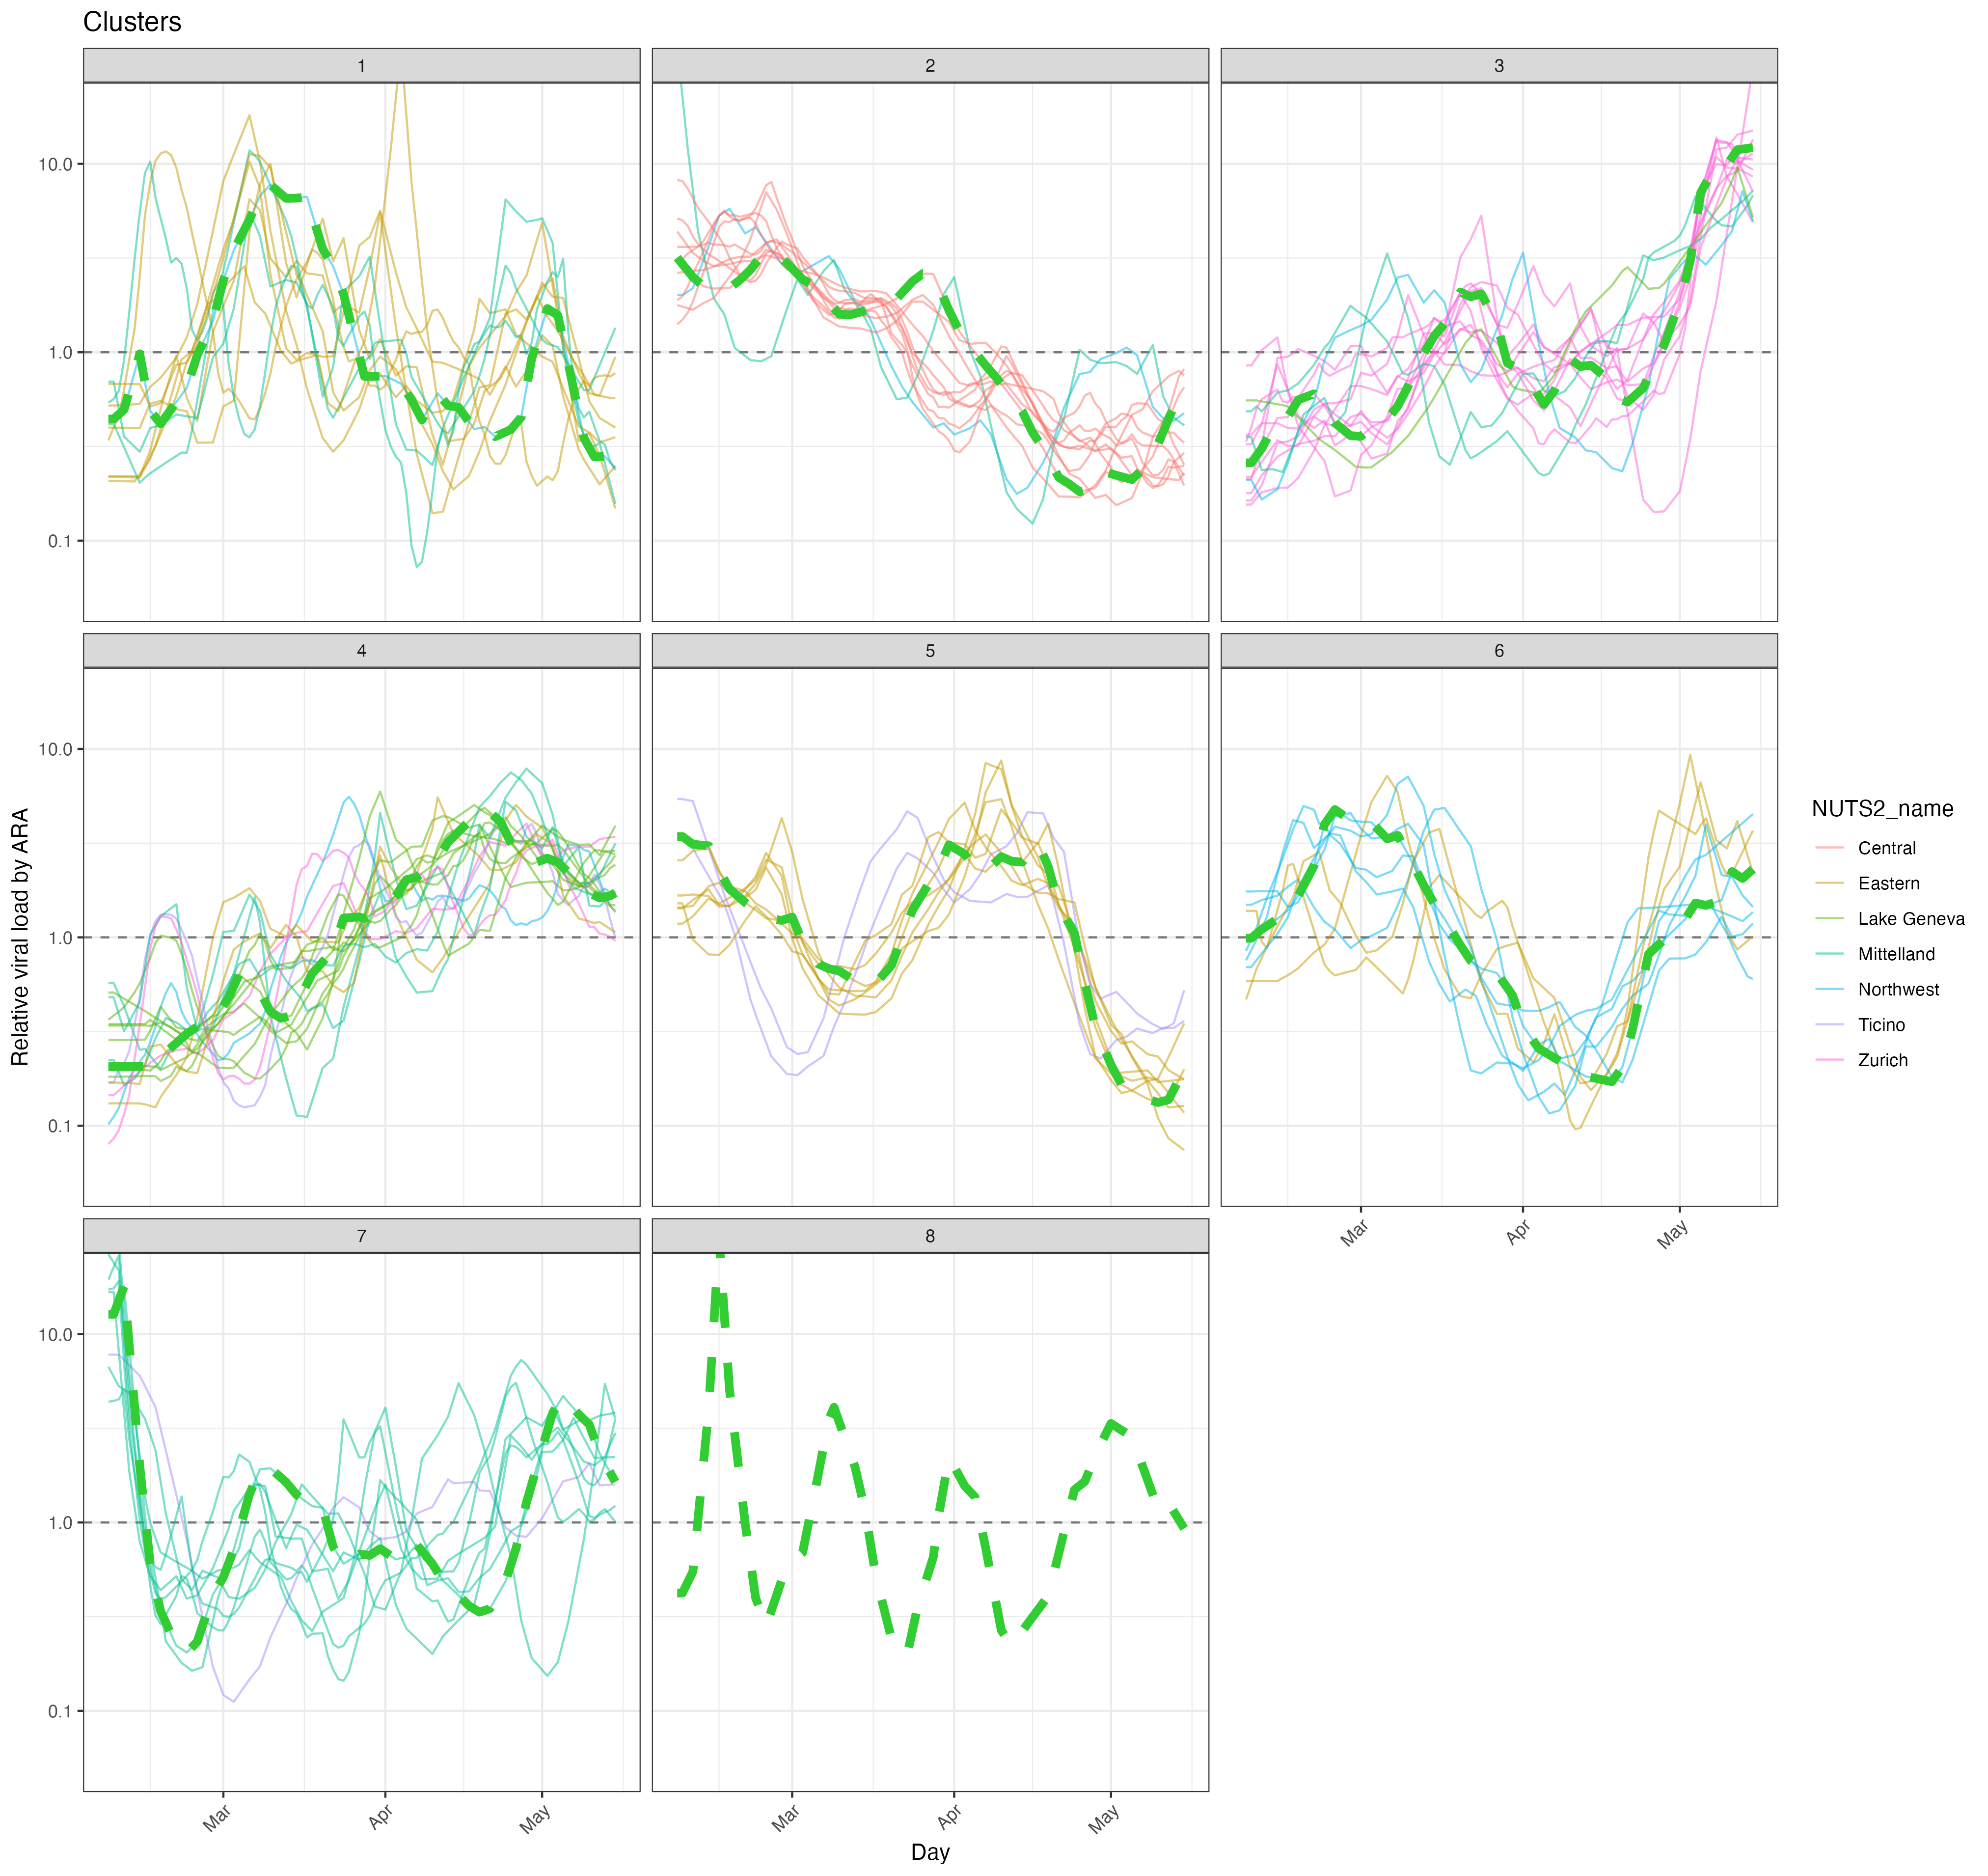 Clusters
1
2
3
10.0
1.0
0.1
4
5
6
10.0
1.0
0.1
Relative viral load by ARA
Mar
Apr
May
7
8
10.0
1.0
0.1
Mar
Apr
May
Mar
Apr
May
Day
NUTS2_name
Central
Eastern
Lake Geneva
Mittelland
Northwest
Ticino
Zurich